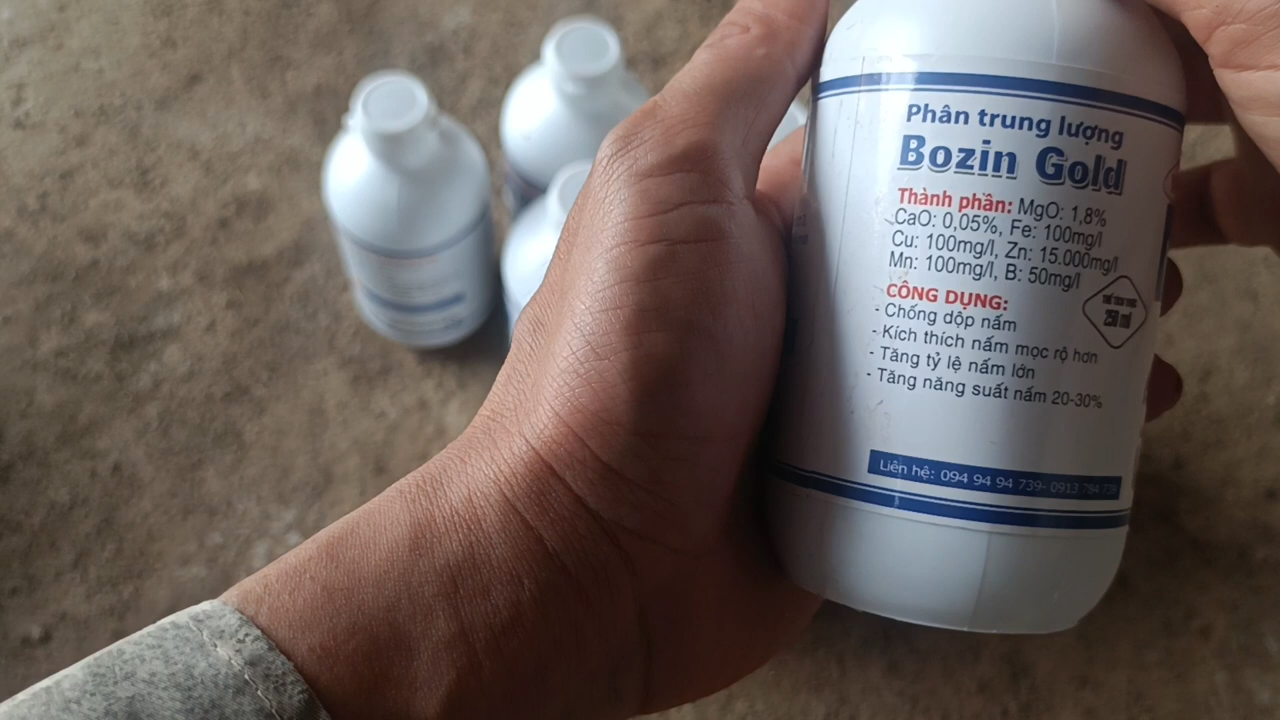 Phân trung lượng
Bozin Gold
Thành phần: MgO: 1,8%
CaO: 0,05%, Fe: 100mg/l
Cu: 100mg/l, Zn: 15.000mg/l
Mn: 100mg/l, B: 50mg/l
CÔNG DỤNG:
- Chống dộp nấm
- Kích thích nấm mọc rộ hơn
- Tăng tỷ lệ nấm lớn
- Tăng năng suất nấm 20-30%
250 ml
Liên hệ: 094 94 94 739- 0913 784 739